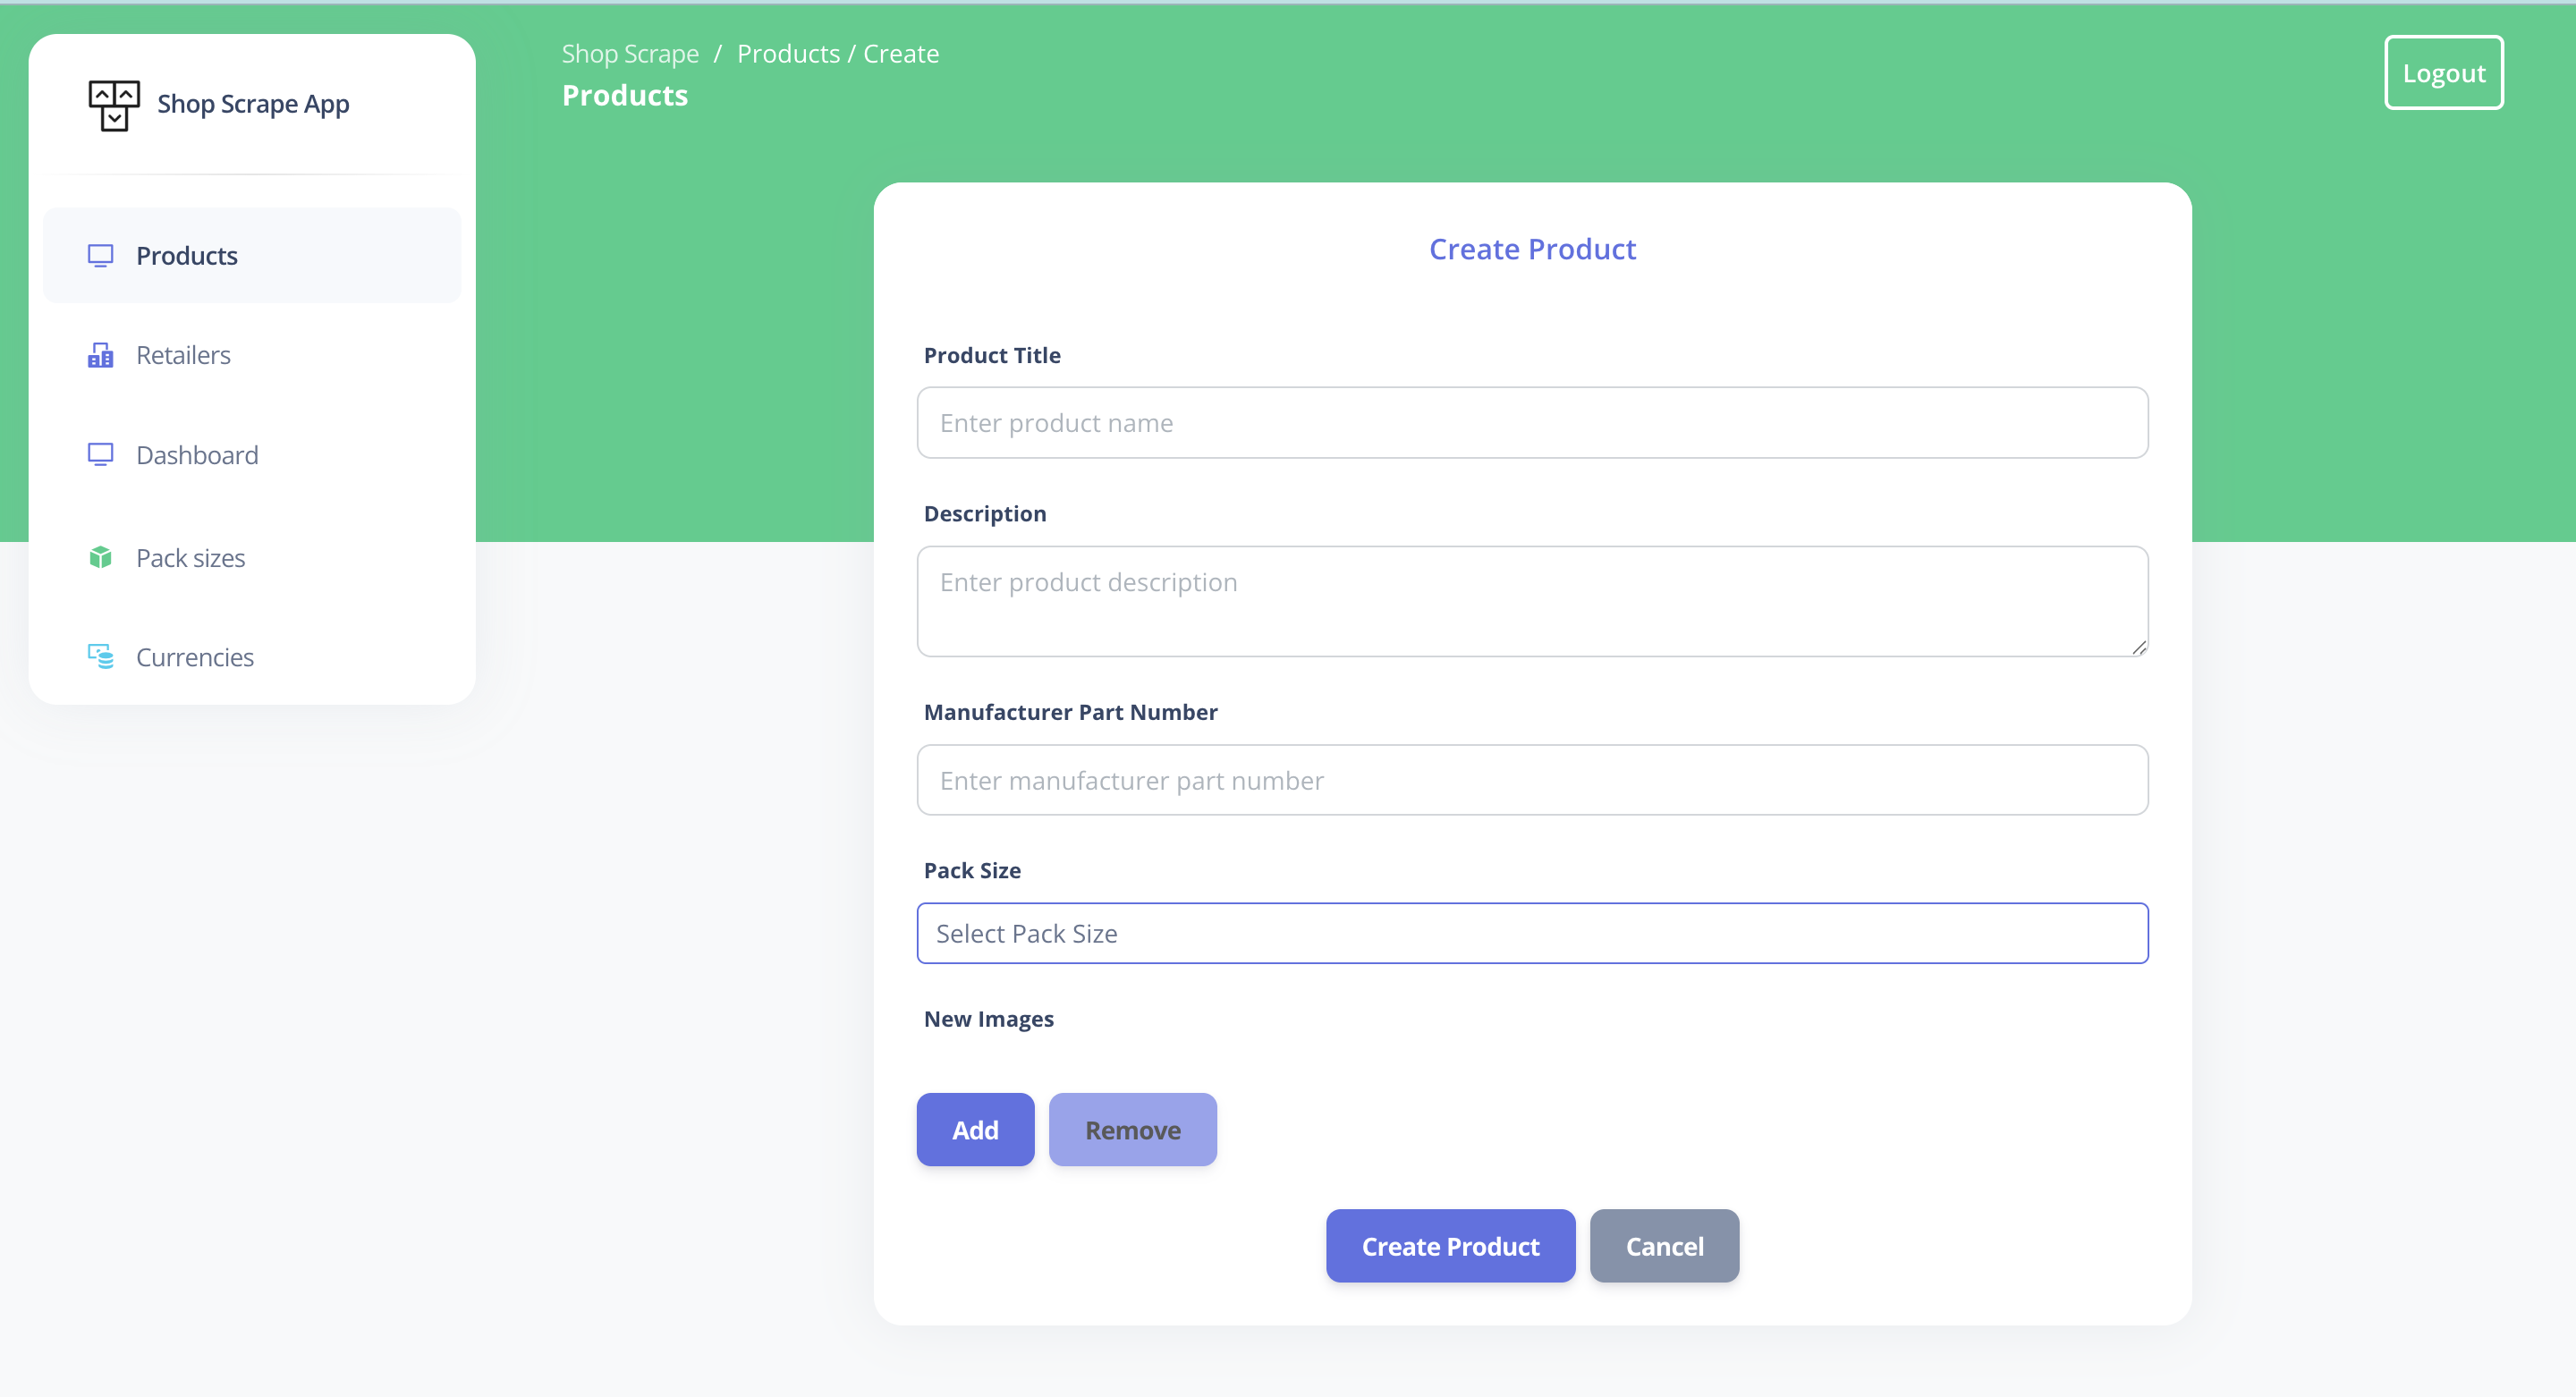 Shop Scrape App
Products
Retailers
Dashboard
Pack sizes
Currencies
Shop Scrape / Products / Create
Products
Logout
Create Product
Product Title
Enter product name
Description
Enter product description
Manufacturer Part Number
Enter manufacturer part number
Pack Size
Select Pack Size
New Images
Add Remove
Create Product Cancel